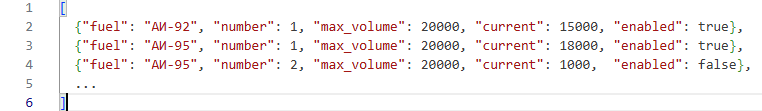 1 [
2 {"fuel": "АИ-92", "number": 1, "max_volume": 20000, "current": 15000, "enabled": true},
3 {"fuel": "АИ-95", "number": 1, "max_volume": 20000, "current": 18000, "enabled": true},
4 {"fuel": "АИ-95", "number": 2, "max_volume": 20000, "current": 1000,  "enabled": false},
5 ...
6 ]